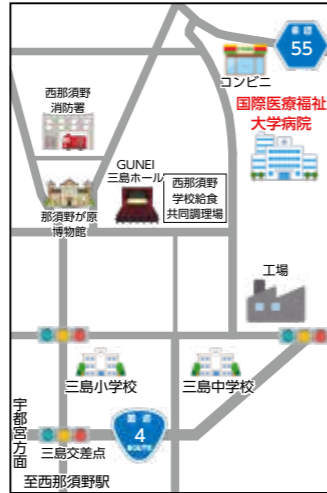 県道
55
コンビニ
国際医療福祉
大学病院
西那須野
消防署
GUNEI
三島ホール
西那須野
学校給食
共同調理場
那須野が原
博物館
工場
三島小学校
三島中学校
宇都宮方面
国道
4
ROUTE
三島交差点
至西那須野駅